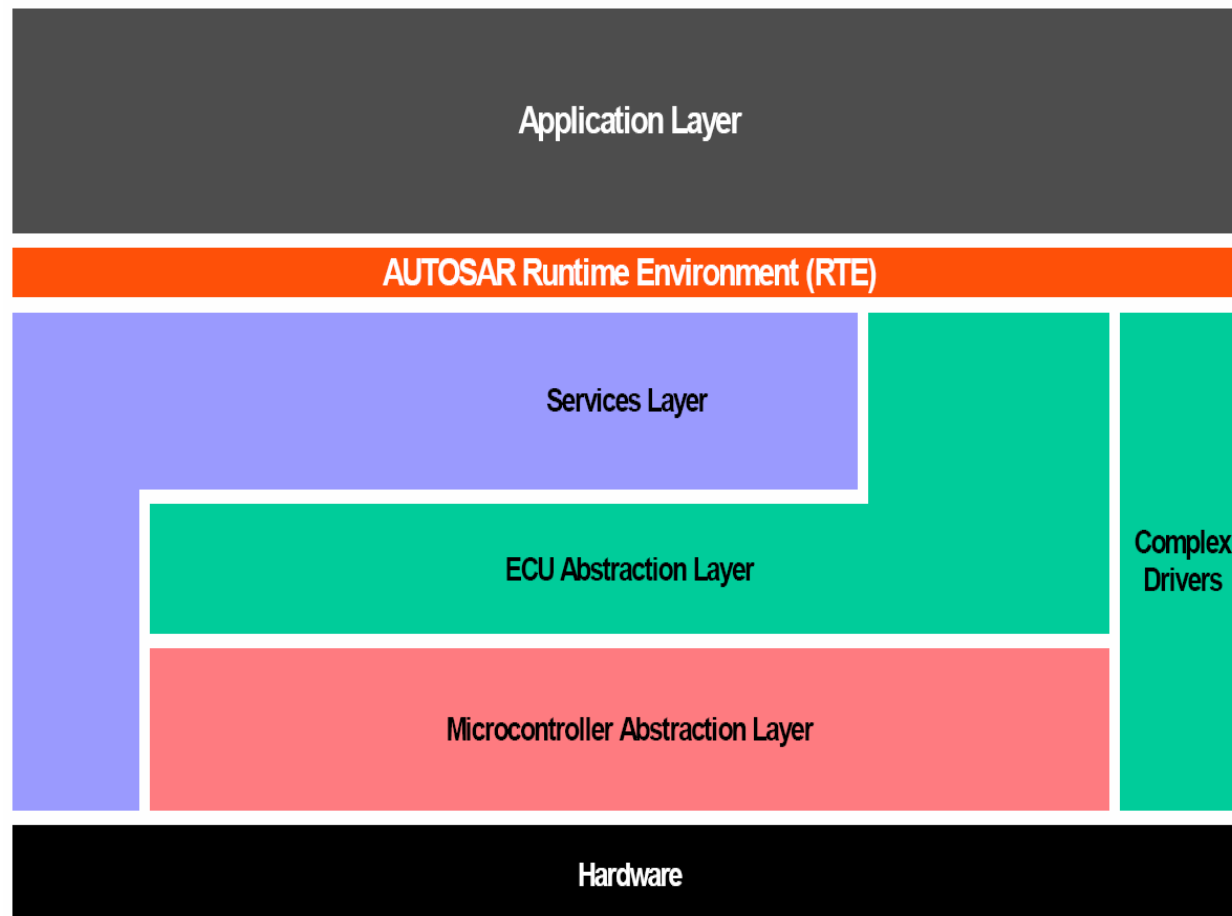 Application Layer
AUTOSAR Runtime Environment (RTE)
Services Layer
ECU Abstraction Layer
Complex
Drivers
Microcontroller Abstraction Layer
Hardware